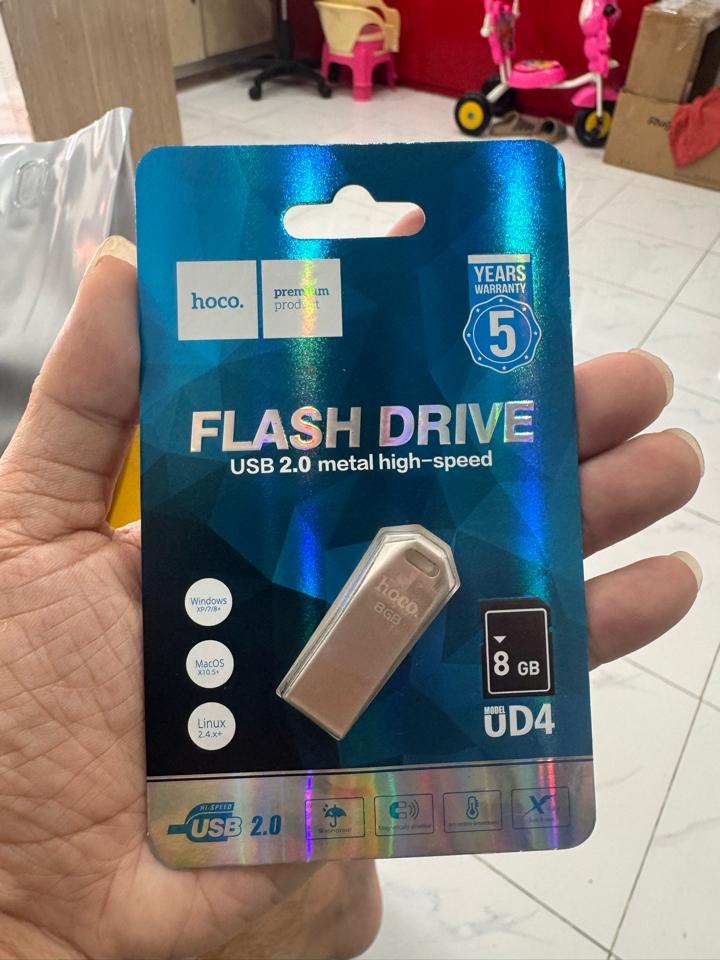 hoco.
premium
product
YEARS
WARRANTY
5
FLASH DRIVE
USB 2.0 metal high-speed
hoco.
8GB
Windows
XP/7/8+
MacOS
X10.5+
Linux
2.4.x+
8 GB
MODEL
UD4
HI-SPEED
USB 2.0
Waterproof